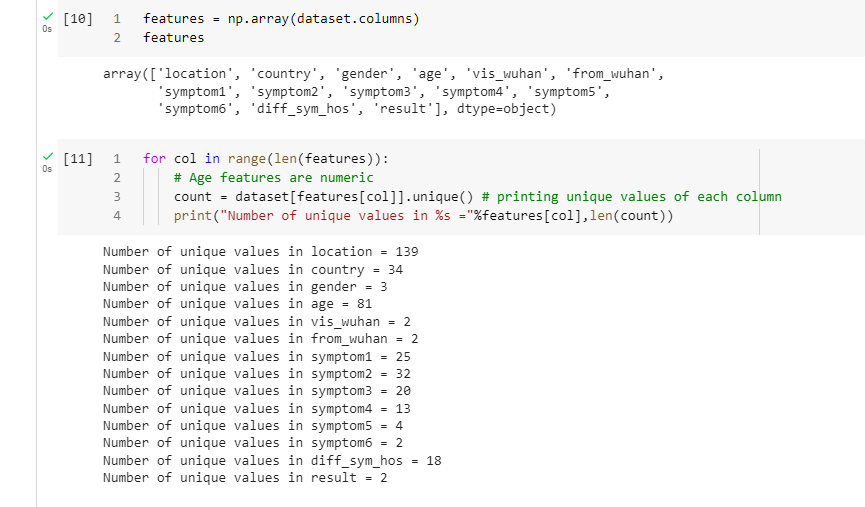 [10] 1 features = np.array(dataset.columns)
0s
2 features
array(['location', 'country', 'gender', 'age', 'vis_wuhan', 'from_wuhan',
'symptom1', 'symptom2', 'symptom3', 'symptom4', 'symptom5',
'symptom6', 'diff_sym_hos', 'result'], dtype=object)
[11] 1 for col in range(len(features)):
0s
2 # Age features are numeric
3 count = dataset[features[col]].unique() # printing unique values of each column
4 print("Number of unique values in %s ="%features[col],len(count))
Number of unique values in location = 139
Number of unique values in country = 34
Number of unique values in gender = 3
Number of unique values in age = 81
Number of unique values in vis_wuhan = 2
Number of unique values in from_wuhan = 2
Number of unique values in symptom1 = 25
Number of unique values in symptom2 = 32
Number of unique values in symptom3 = 20
Number of unique values in symptom4 = 13
Number of unique values in symptom5 = 4
Number of unique values in symptom6 = 2
Number of unique values in diff_sym_hos = 18
Number of unique values in result = 2